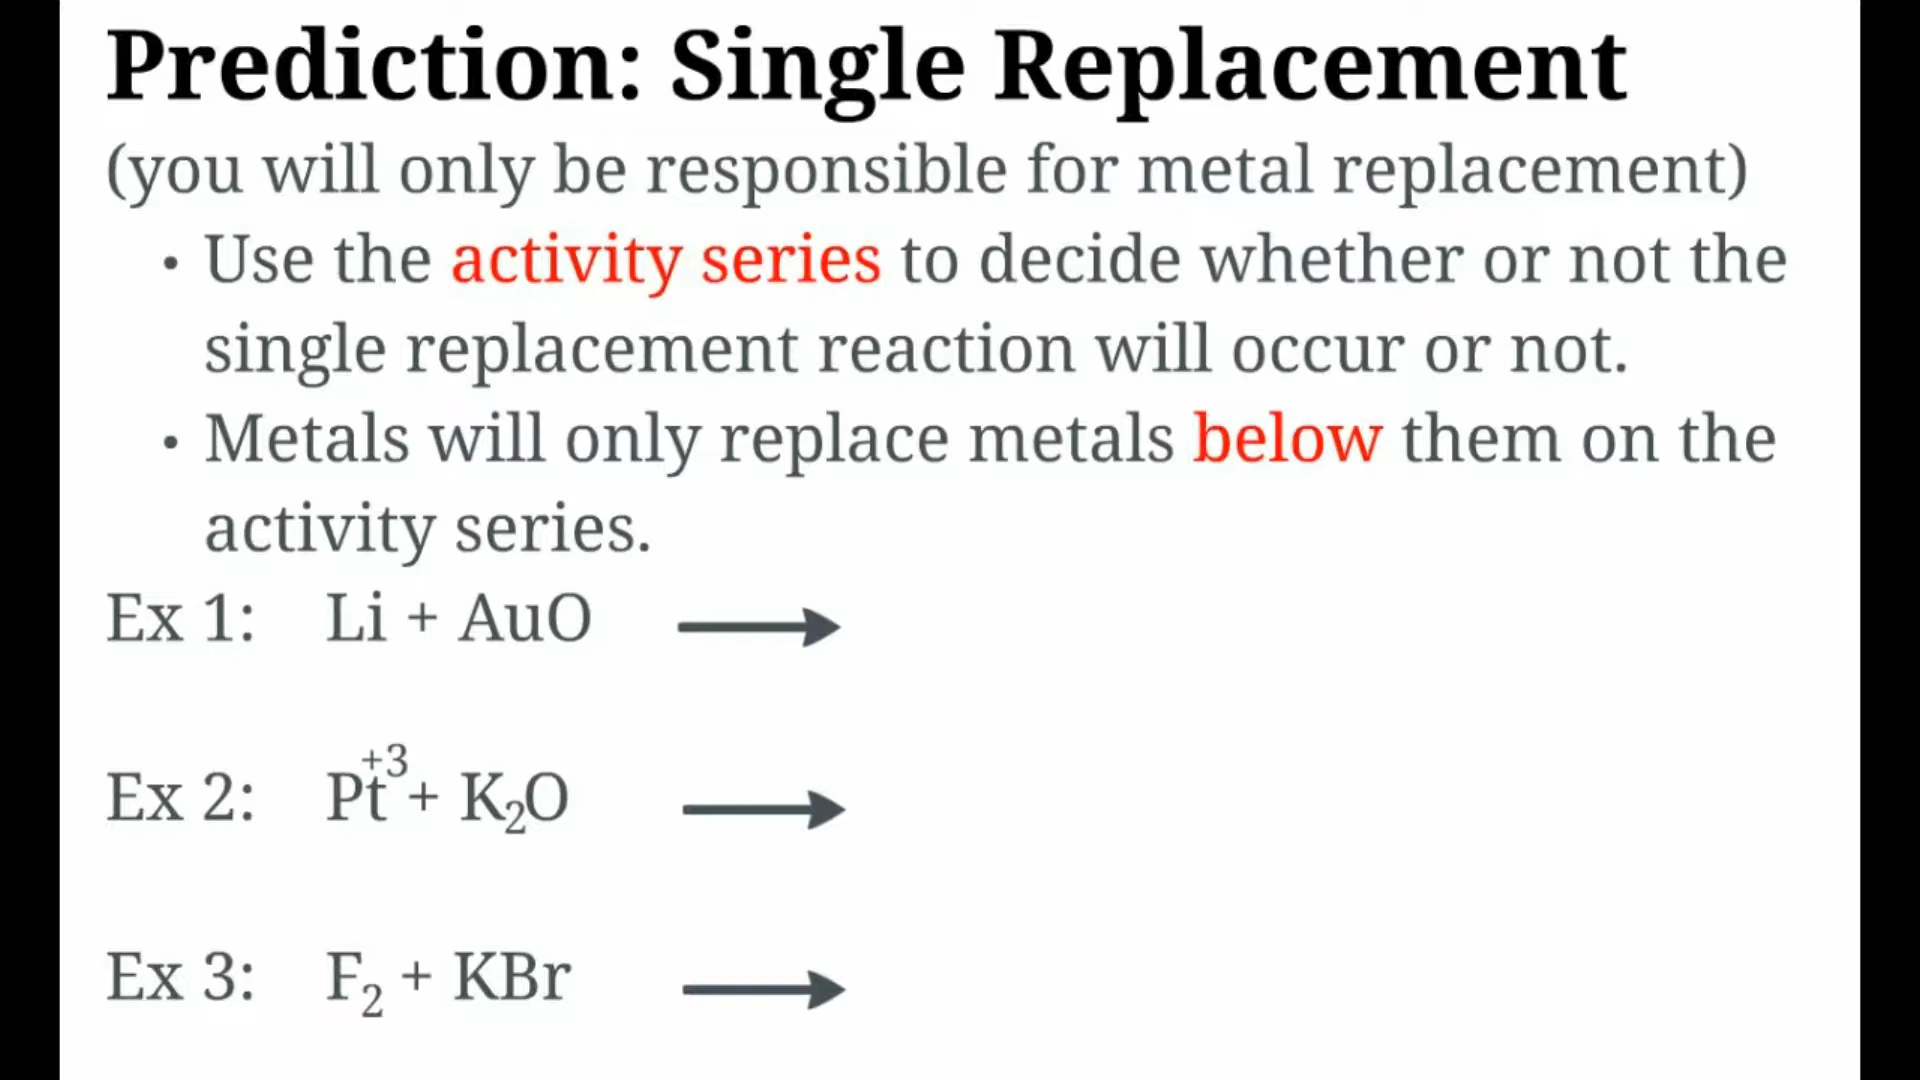 Prediction: Single Replacement
(you will only be responsible for metal replacement)
• Use the activity series to decide whether or not the
single replacement reaction will occur or not.
• Metals will only replace metals below them on the
activity series.
Ex 1: Li + AuO ⟶
Ex 2: Pt⁺³ + K₂O ⟶
Ex 3: F₂ + KBr ⟶